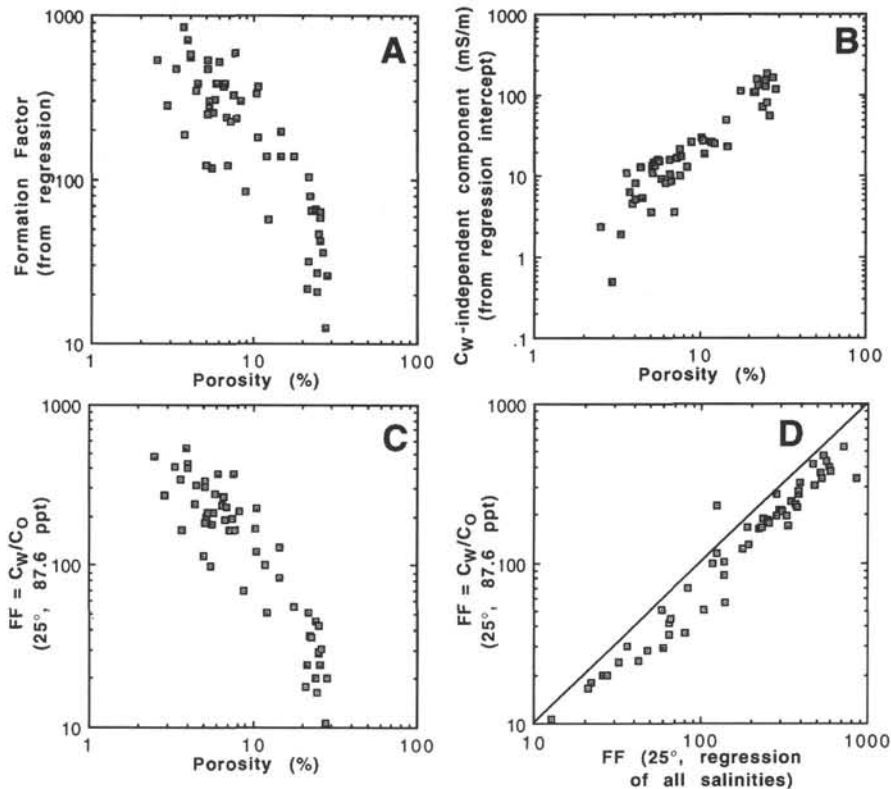 A
Formation Factor
(from regression)
1000
100
10
1
10
100
Porosity (%)
B
Cw-independent component (mS/m)
(from regression intercept)
1000
100
10
1
.1
1
10
100
Porosity (%)
C
FF = Cw/Co
(25°, 87.6 ppt)
1000
100
10
1
10
100
Porosity (%)
D
FF = Cw/Co
(25°, 87.6 ppt)
1000
100
10
10
100
1000
FF (25°, regression
of all salinities)